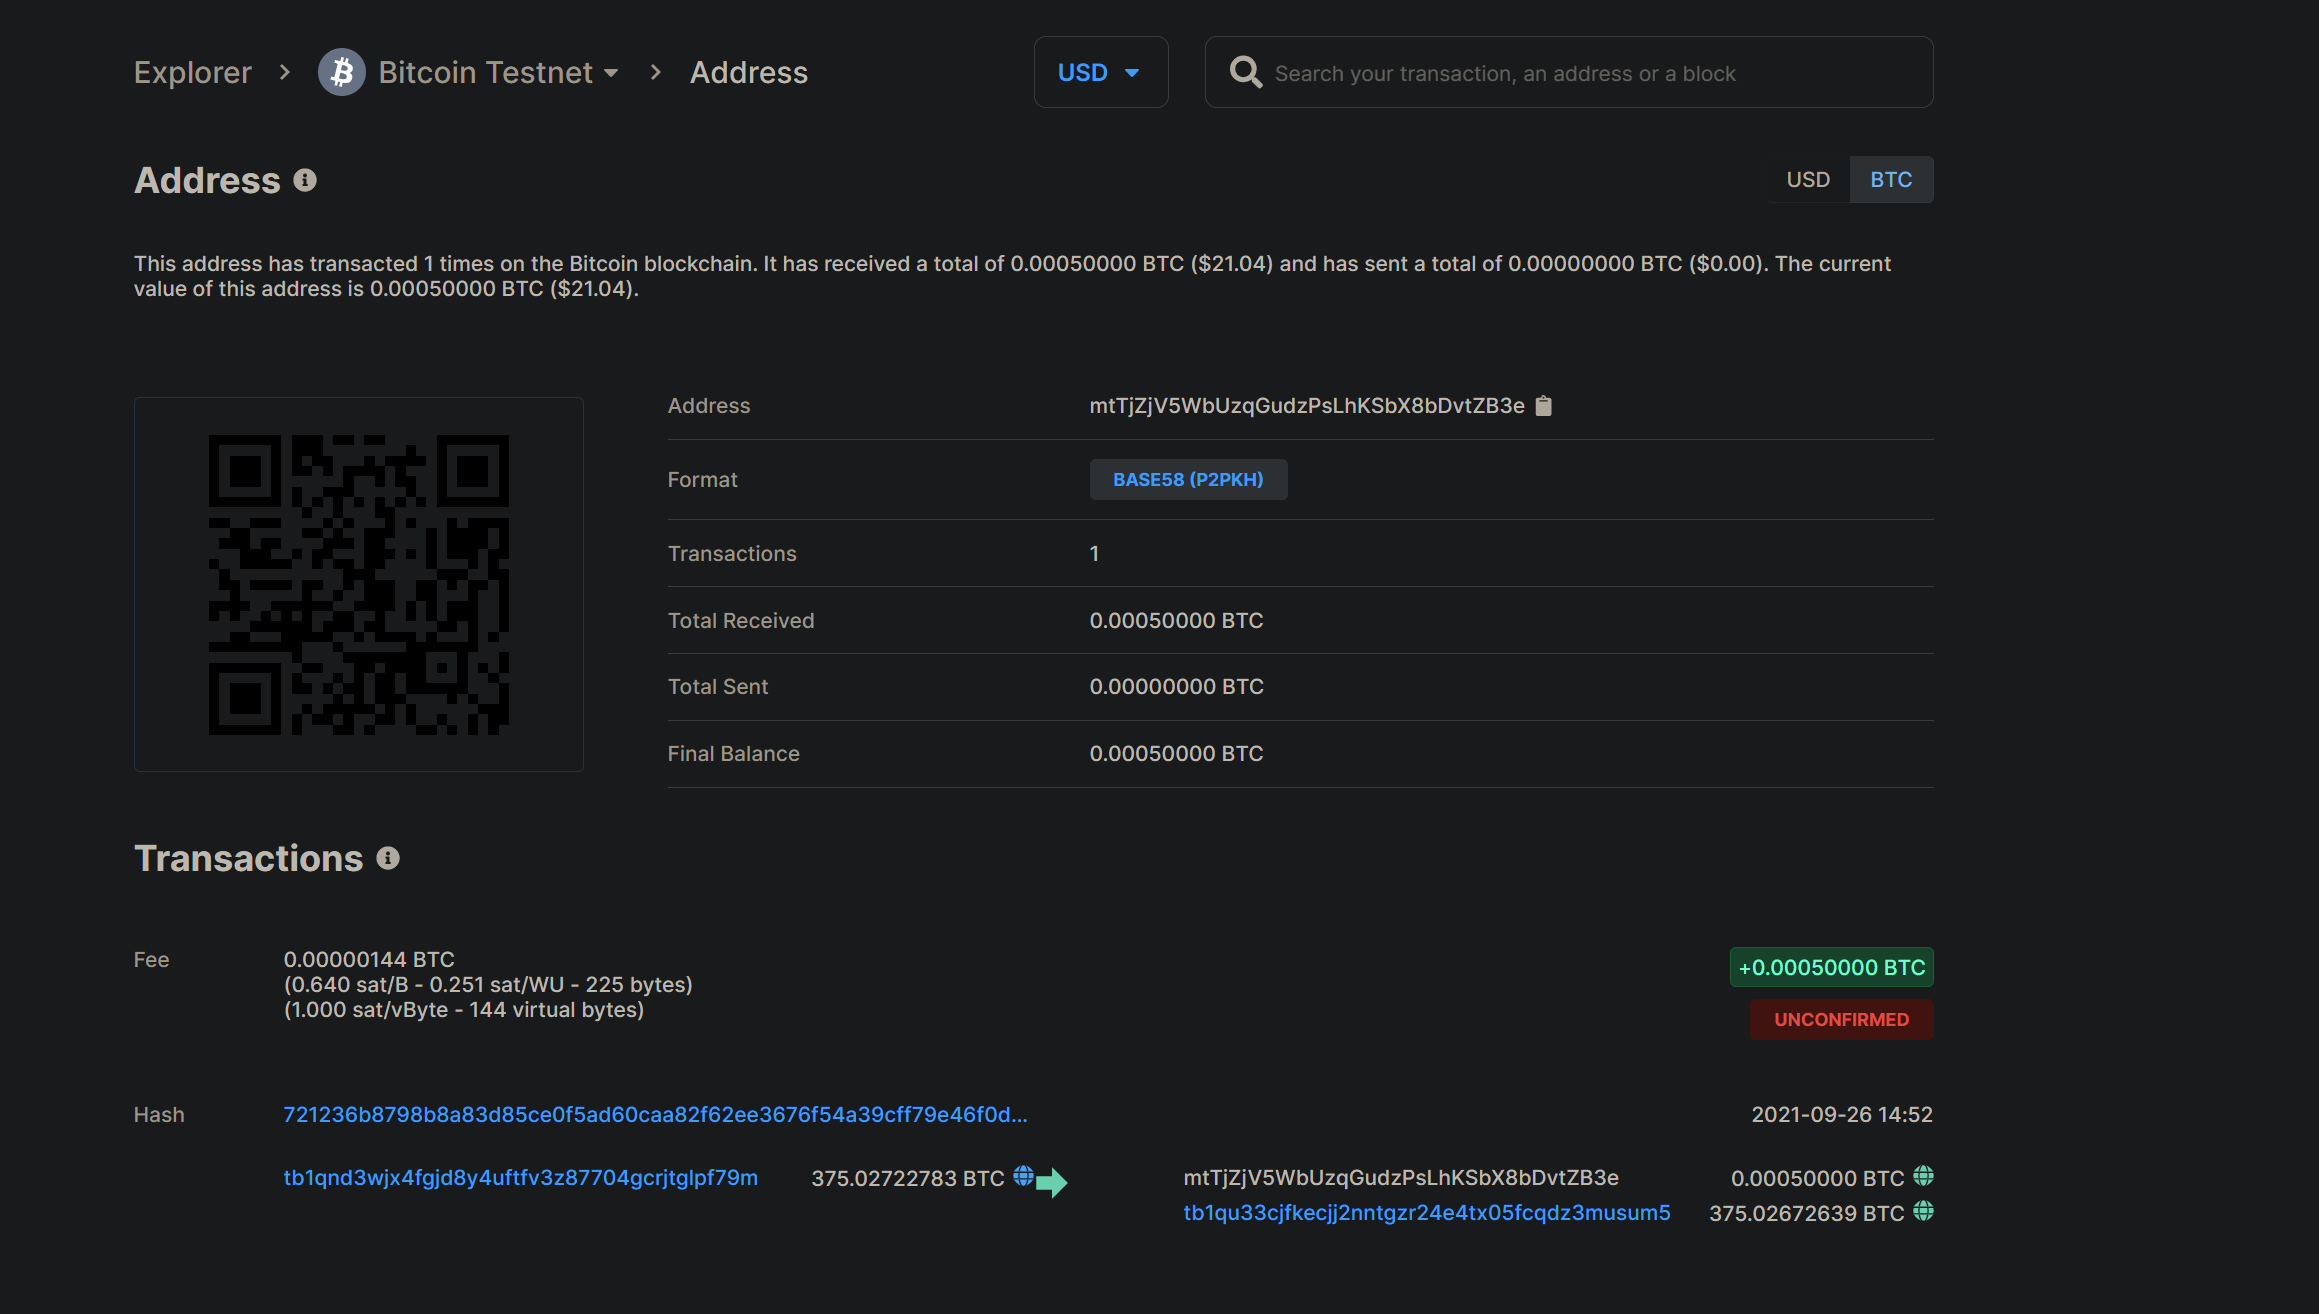 Explorer > Bitcoin Testnet > Address
USD
Search your transaction, an address or a block
Address
USD BTC
This address has transacted 1 times on the Bitcoin blockchain. It has received a total of 0.00050000 BTC ($21.04) and has sent a total of 0.00000000 BTC ($0.00). The current
value of this address is 0.00050000 BTC ($21.04).
Address mtTjZjV5WbUzqGudzPsLhKSbX8bDvtZB3e
Format BASE58 (P2PKH)
Transactions 1
Total Received 0.00050000 BTC
Total Sent 0.00000000 BTC
Final Balance 0.00050000 BTC
Transactions
Fee 0.00000144 BTC
(0.640 sat/B - 0.251 sat/WU - 225 bytes)
(1.000 sat/vByte - 144 virtual bytes)
+0.00050000 BTC
UNCONFIRMED
Hash 721236b8798b8a83d85ce0f5ad60caa82f62ee3676f54a39cff79e46f0d... 2021-09-26 14:52
tb1qnd3wjx4fgjd8y4uftfv3z87704gcrjtglpf79m 375.02722783 BTC mtTjZjV5WbUzqGudzPsLhKSbX8bDvtZB3e 0.00050000 BTC
tb1qu33cjfkecjj2nntgzr24e4tx05fcqdz3musum5 375.02672639 BTC